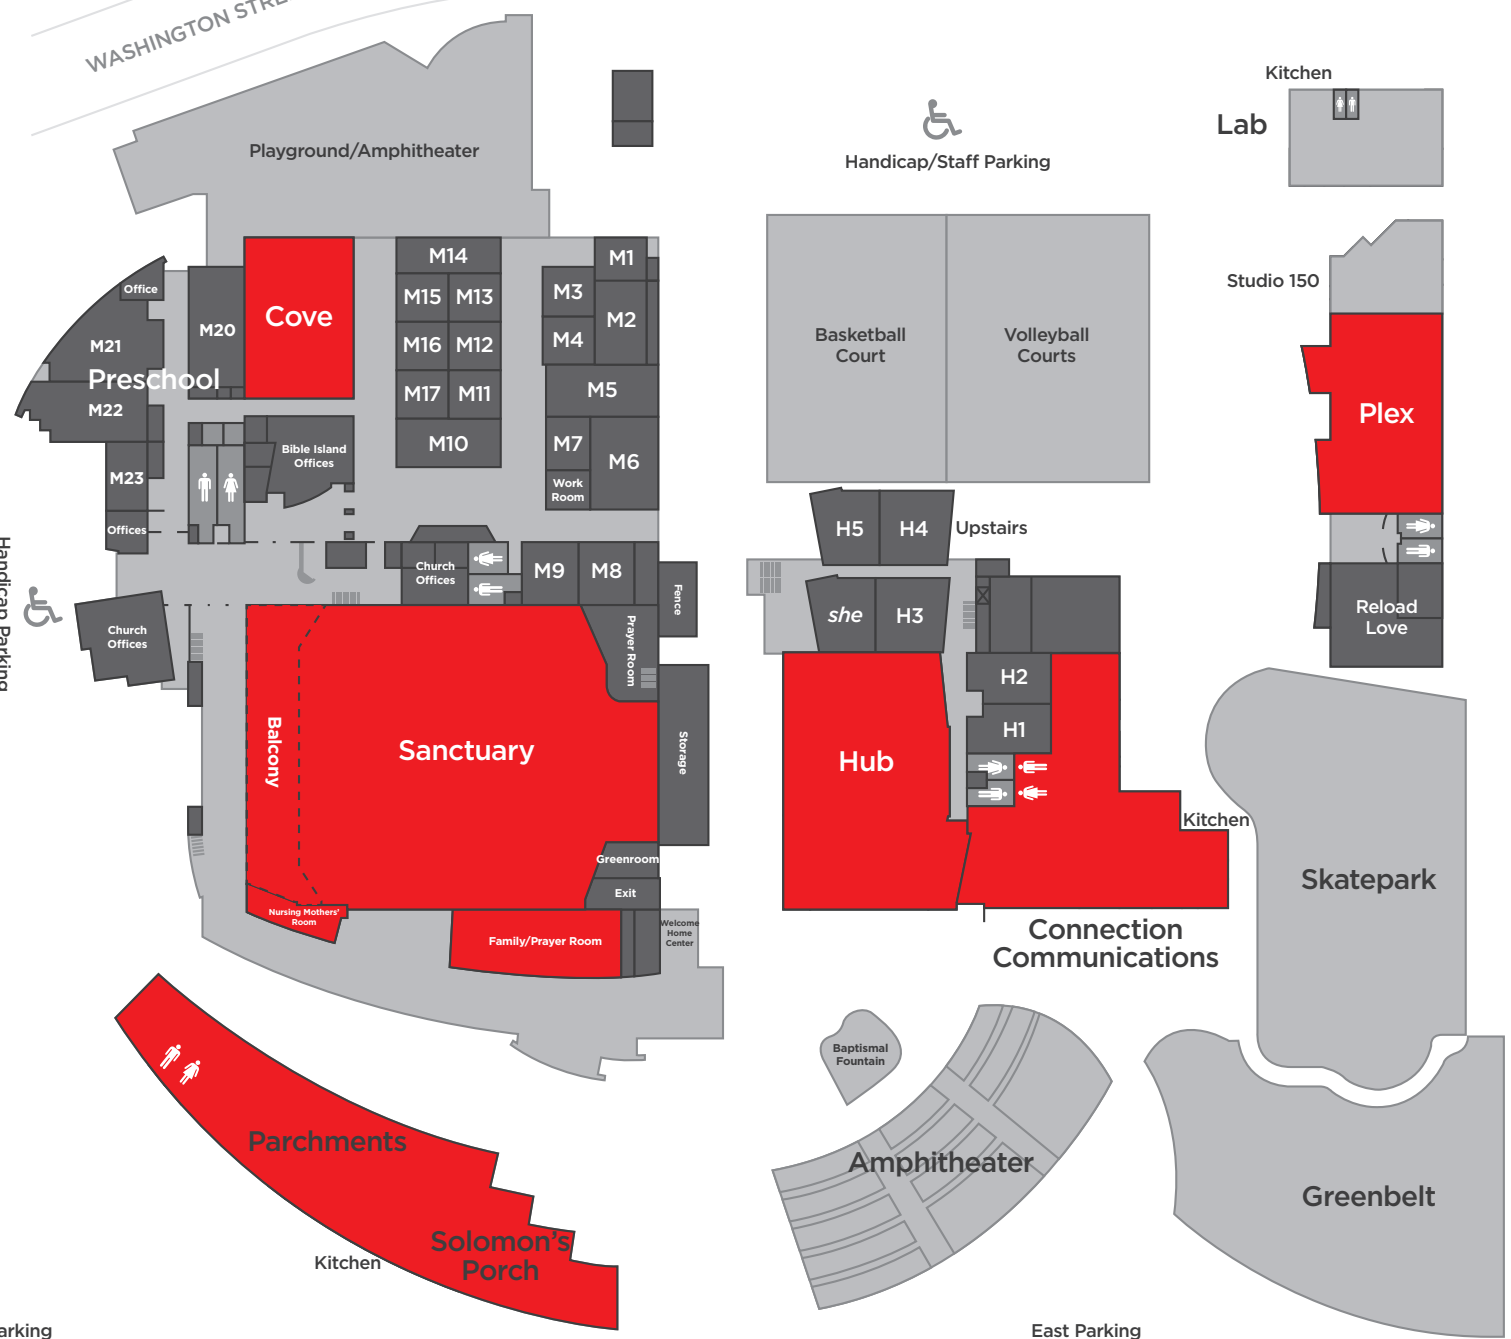 WASHINGTON STRE
Kitchen
Lab
Playground/Amphitheater
Handicap/Staff Parking
M14
M1
Office
M15
M13
M3
M2
Studio 150
Cove
M20
M21
M16
M12
M4
Basketball
Court
Volleyball
Courts
Preschool
M22
M17
M11
M5
Plex
M10
M7
M6
Bible Island
Offices
M23
Work
Room
Offices
H5
H4
Upstairs
Handicap Parking
Church
Offices
M9
M8
Fence
she
H3
Reload
Love
Church
Offices
Prayer Room
H2
H1
Balcony
Sanctuary
Storage
Hub
Kitchen
Greenroom
Exit
Skatepark
Nursing Mothers'
Room
Family/Prayer Room
Welcome
Home
Center
Connection
Communications
Baptismal
Fountain
Parchments
Amphitheater
Greenbelt
Solomon's
Porch
Kitchen
arking
East Parking